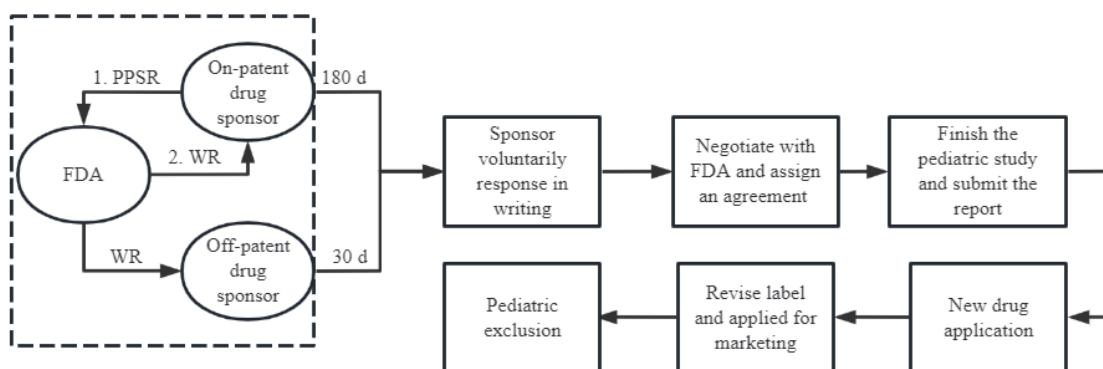 1. PPSR
On-patent
drug
sponsor
180 d
FDA
2. WR
WR
Off-patent
drug
sponsor
30 d
Sponsor
voluntarily
response in
writing
Negotiate with
FDA and assign
an agreement
Finish the
pediatric study
and submit the
report
New drug
application
Revise label
and applied for
marketing
Pediatric
exclusion